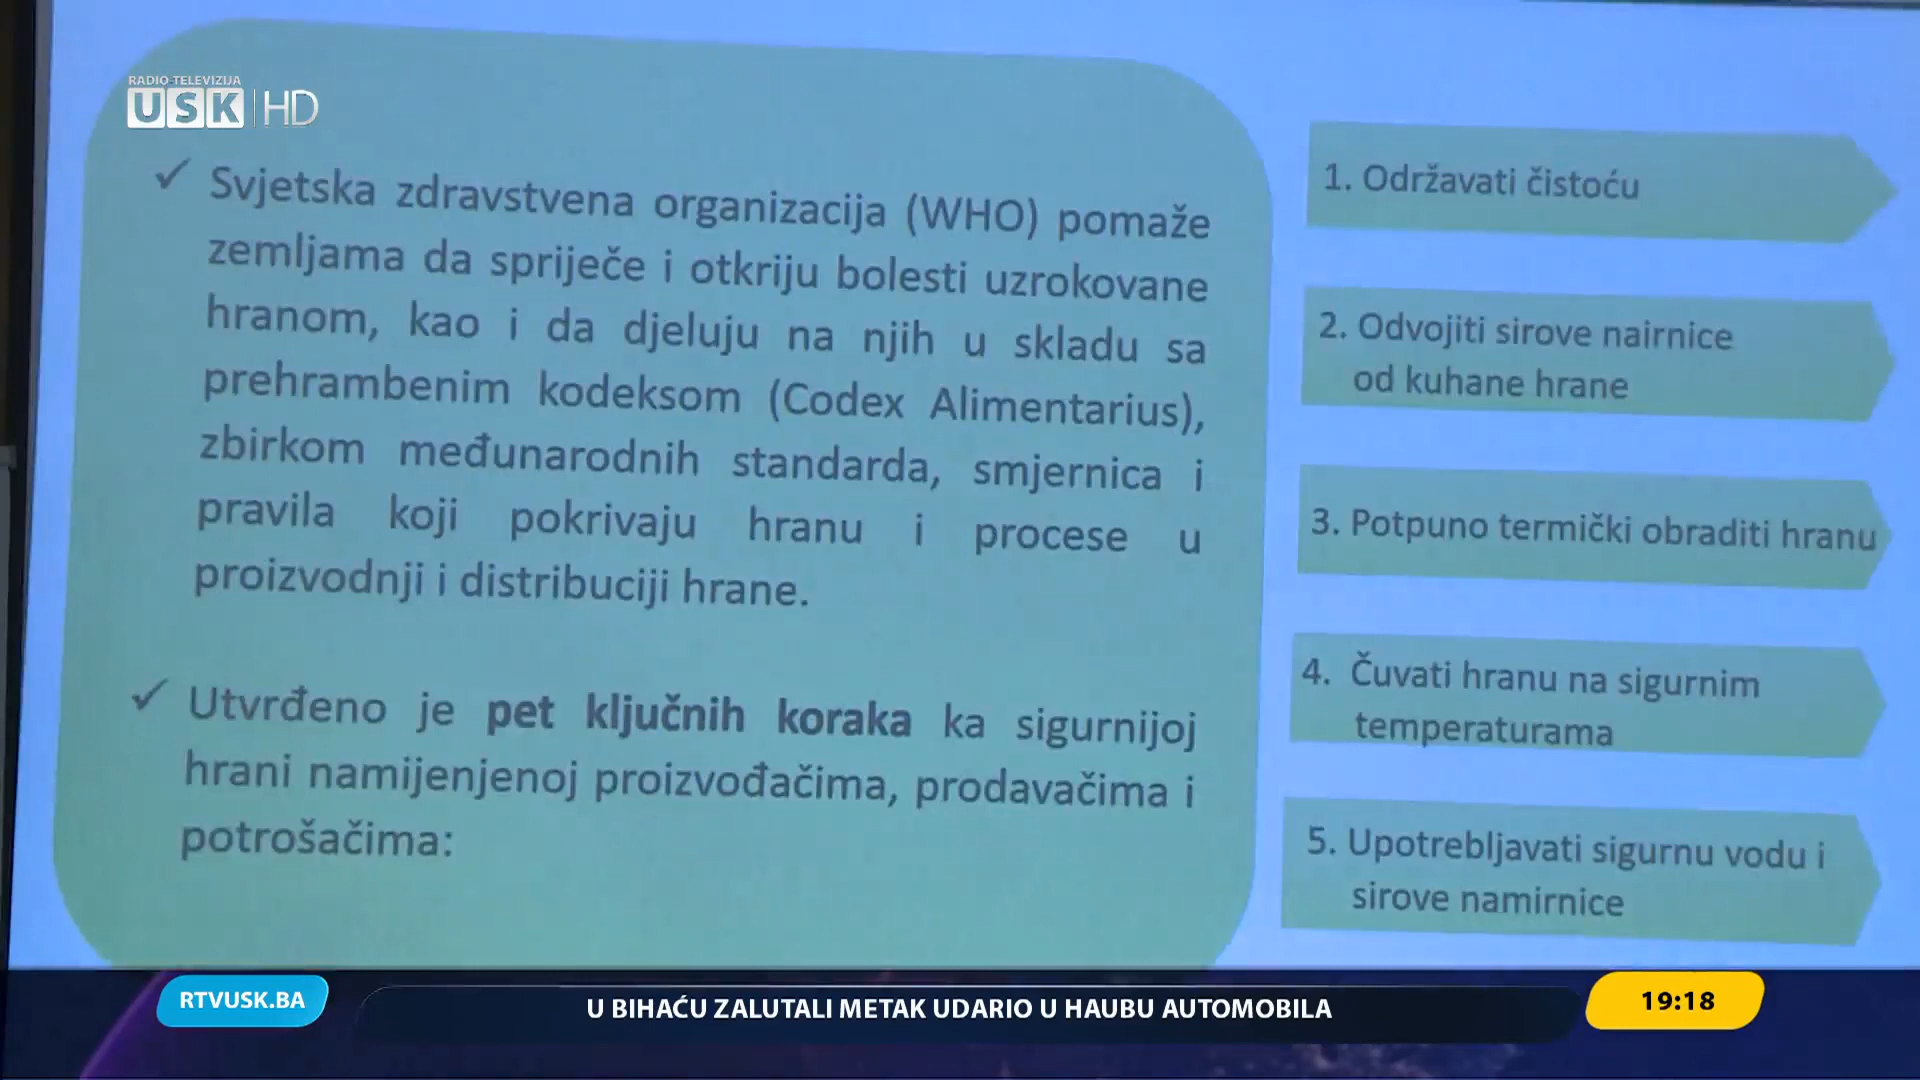 RADIO-TELEVIZIJA
USK HD
✓ Svjetska zdravstvena organizacija (WHO) pomaže
zemljama da spriječe i otkriju bolesti uzrokovane
hranom, kao i da djeluju na njih u skladu sa
prehrambenim kodeksom (Codex Alimentarius),
zbirkom međunarodnih standarda, smjernica i
pravila koji pokrivaju hranu i procese u
proizvodnji i distribuciji hrane.
✓ Utvrđeno je pet ključnih koraka ka sigurnijoj
hrani namijenjenoj proizvođačima, prodavačima i
potrošačima:
1. Održavati čistoću
2. Odvojiti sirove nairnice
od kuhane hrane
3. Potpuno termički obraditi hranu
4. Čuvati hranu na sigurnim
temperaturama
5. Upotrebljavati sigurnu vodu i
sirove namirnice
RTVUSK.BA
U BIHAĆU ZALUTALI METAK UDARIO U HAUBU AUTOMOBILA
19:18